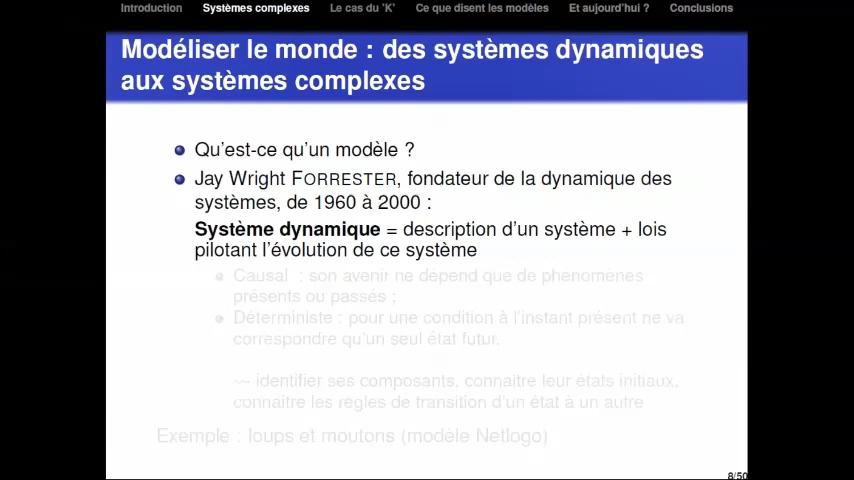 Introduction Systèmes complexes Le cas du 'K' Ce que disent les modèles Et aujourd'hui ? Conclusions
Modéliser le monde : des systèmes dynamiques
aux systèmes complexes
Qu'est-ce qu'un modèle ?
Jay Wright FORRESTER, fondateur de la dynamique des
systèmes, de 1960 à 2000 :
Système dynamique = description d'un système + lois
pilotant l'évolution de ce système
Causal : son avenir ne dépend que de phénomènes
présents ou passés ;
Déterministe : pour une condition à l'instant présent ne va
correspondre qu'un seul état futur.
identifier ses composants, connaitre leur états initiaux,
connaitre les règles de transition d'un état à un autre
Exemple : loups et moutons (modèle Netlogo)
8/50